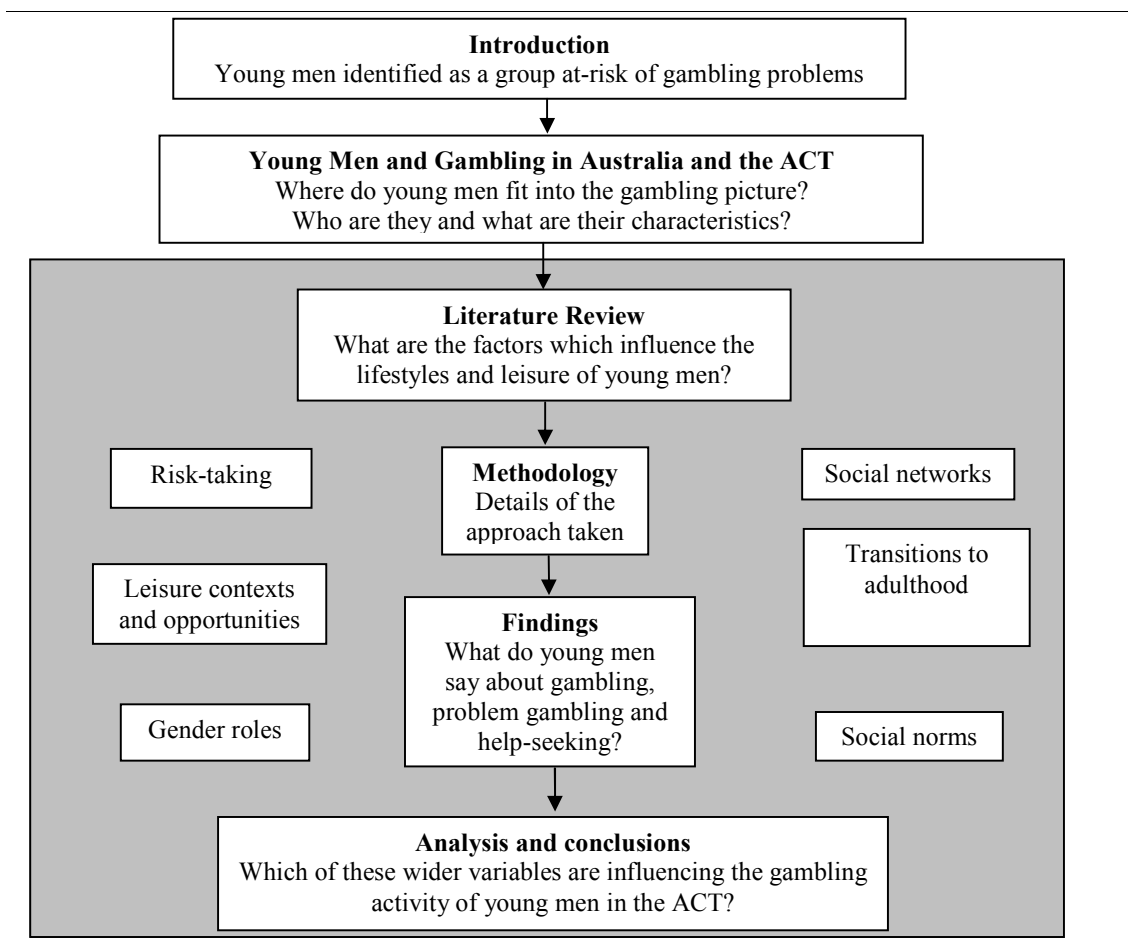 Introduction
Young men identified as a group at-risk of gambling problems
Young Men and Gambling in Australia and the ACT
Where do young men fit into the gambling picture?
Who are they and what are their characteristics?
Literature Review
What are the factors which influence the
lifestyles and leisure of young men?
Risk-taking
Leisure contexts
and opportunities
Gender roles
Methodology
Details of the
approach taken
Findings
What do young men
say about gambling,
problem gambling and
help-seeking?
Social networks
Transitions to
adulthood
Social norms
Analysis and conclusions
Which of these wider variables are influencing the gambling
activity of young men in the ACT?